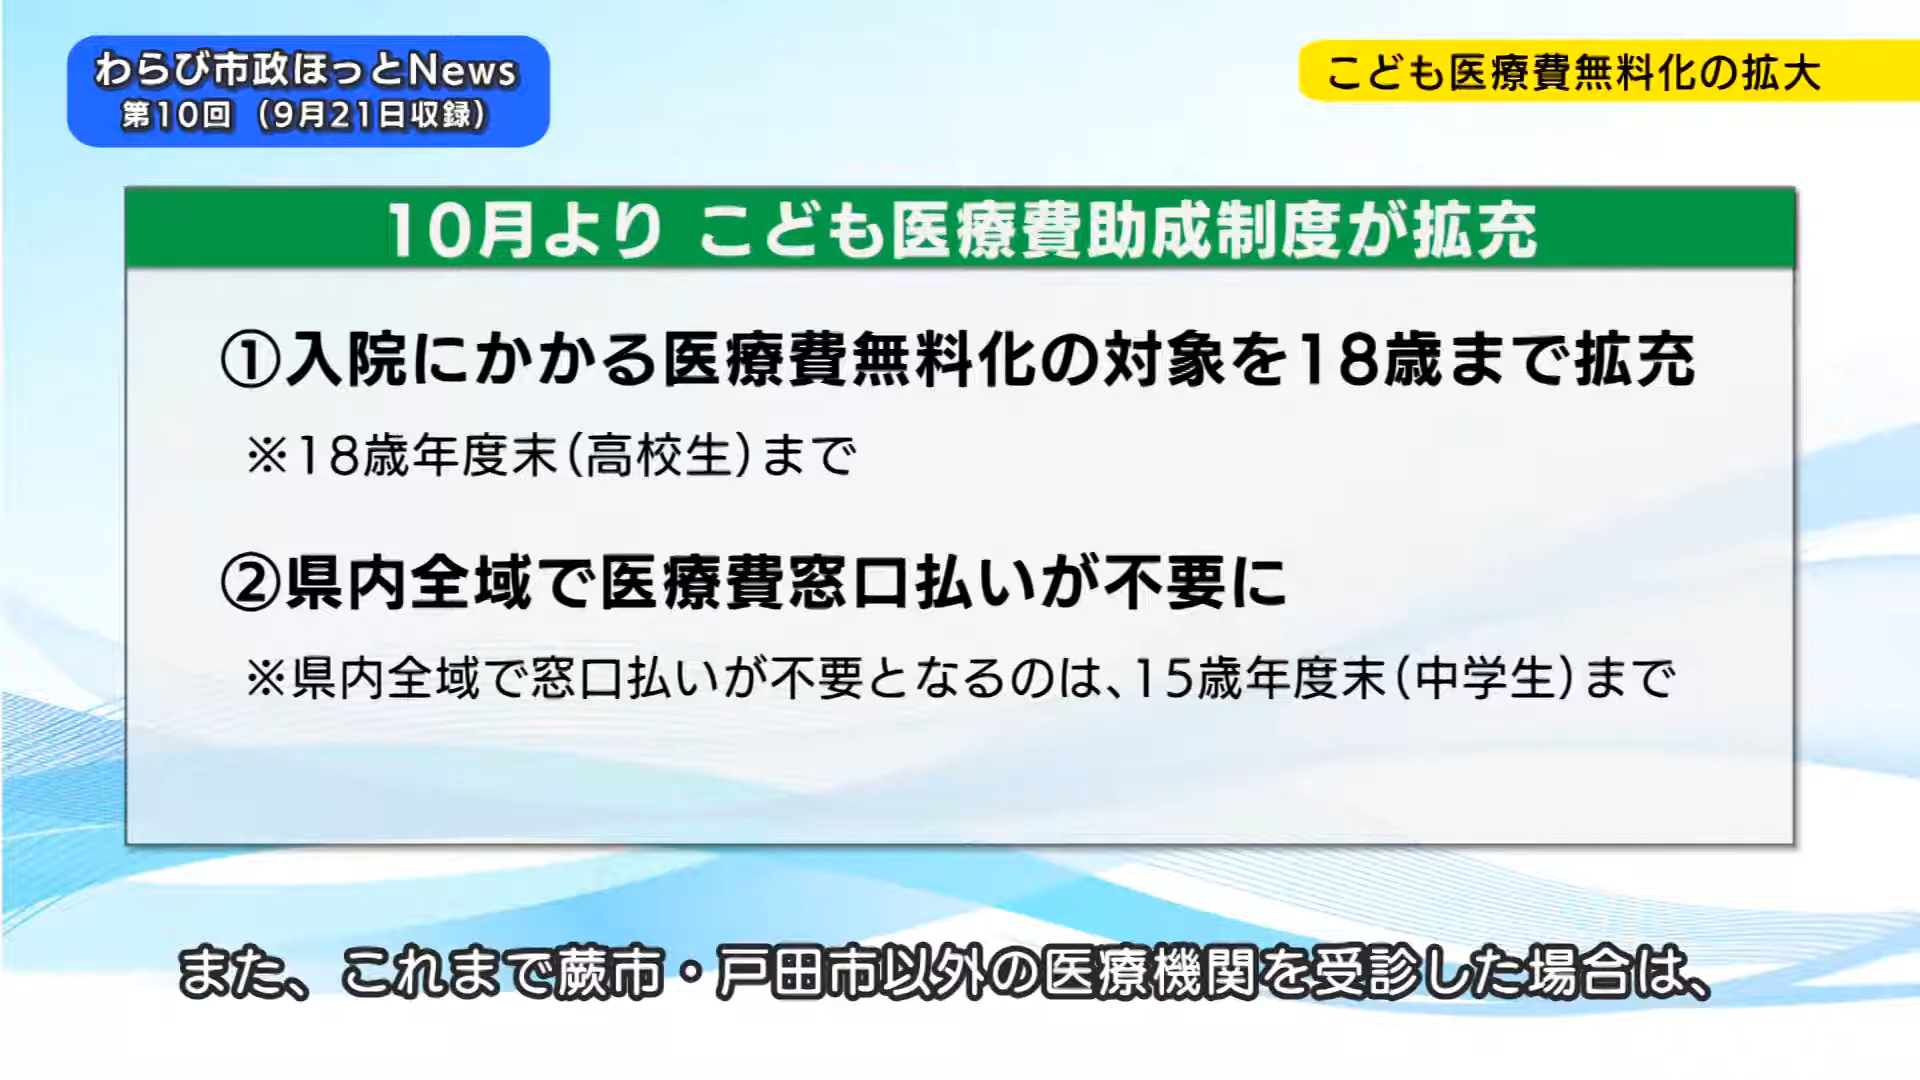 わらび市政ほっとNews
第10回（9月21日収録）
こども医療費無料化の拡大
10月より こども医療費助成制度が拡充
①入院にかかる医療費無料化の対象を18歳まで拡充
※18歳年度末（高校生）まで
②県内全域で医療費窓口払いが不要に
※県内全域で窓口払いが不要となるのは、15歳年度末（中学生）まで
また、これまで蕨市・戸田市以外の医療機関を受診した場合は、